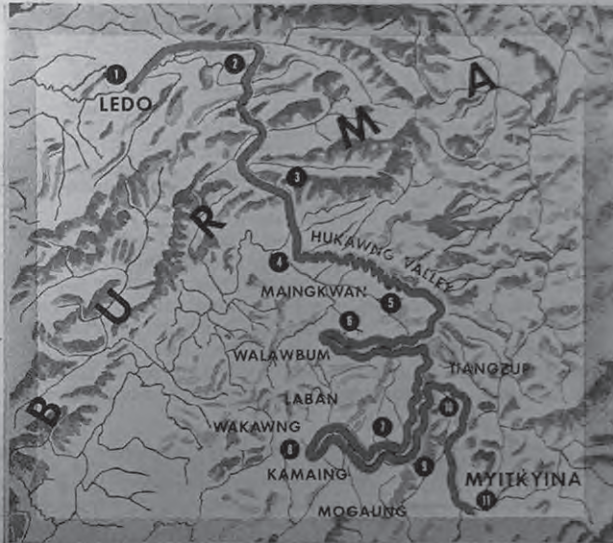 B U R M A
1
LEDO
2
3
HUKAWNG VALLEY
4
MAINGKWAN
5
6
WALAWBUM
TIANGZUP
LABAN
10
WAKAWNG
7
8
KAMAING
9
MYITKYINA
11
MOGAUNG